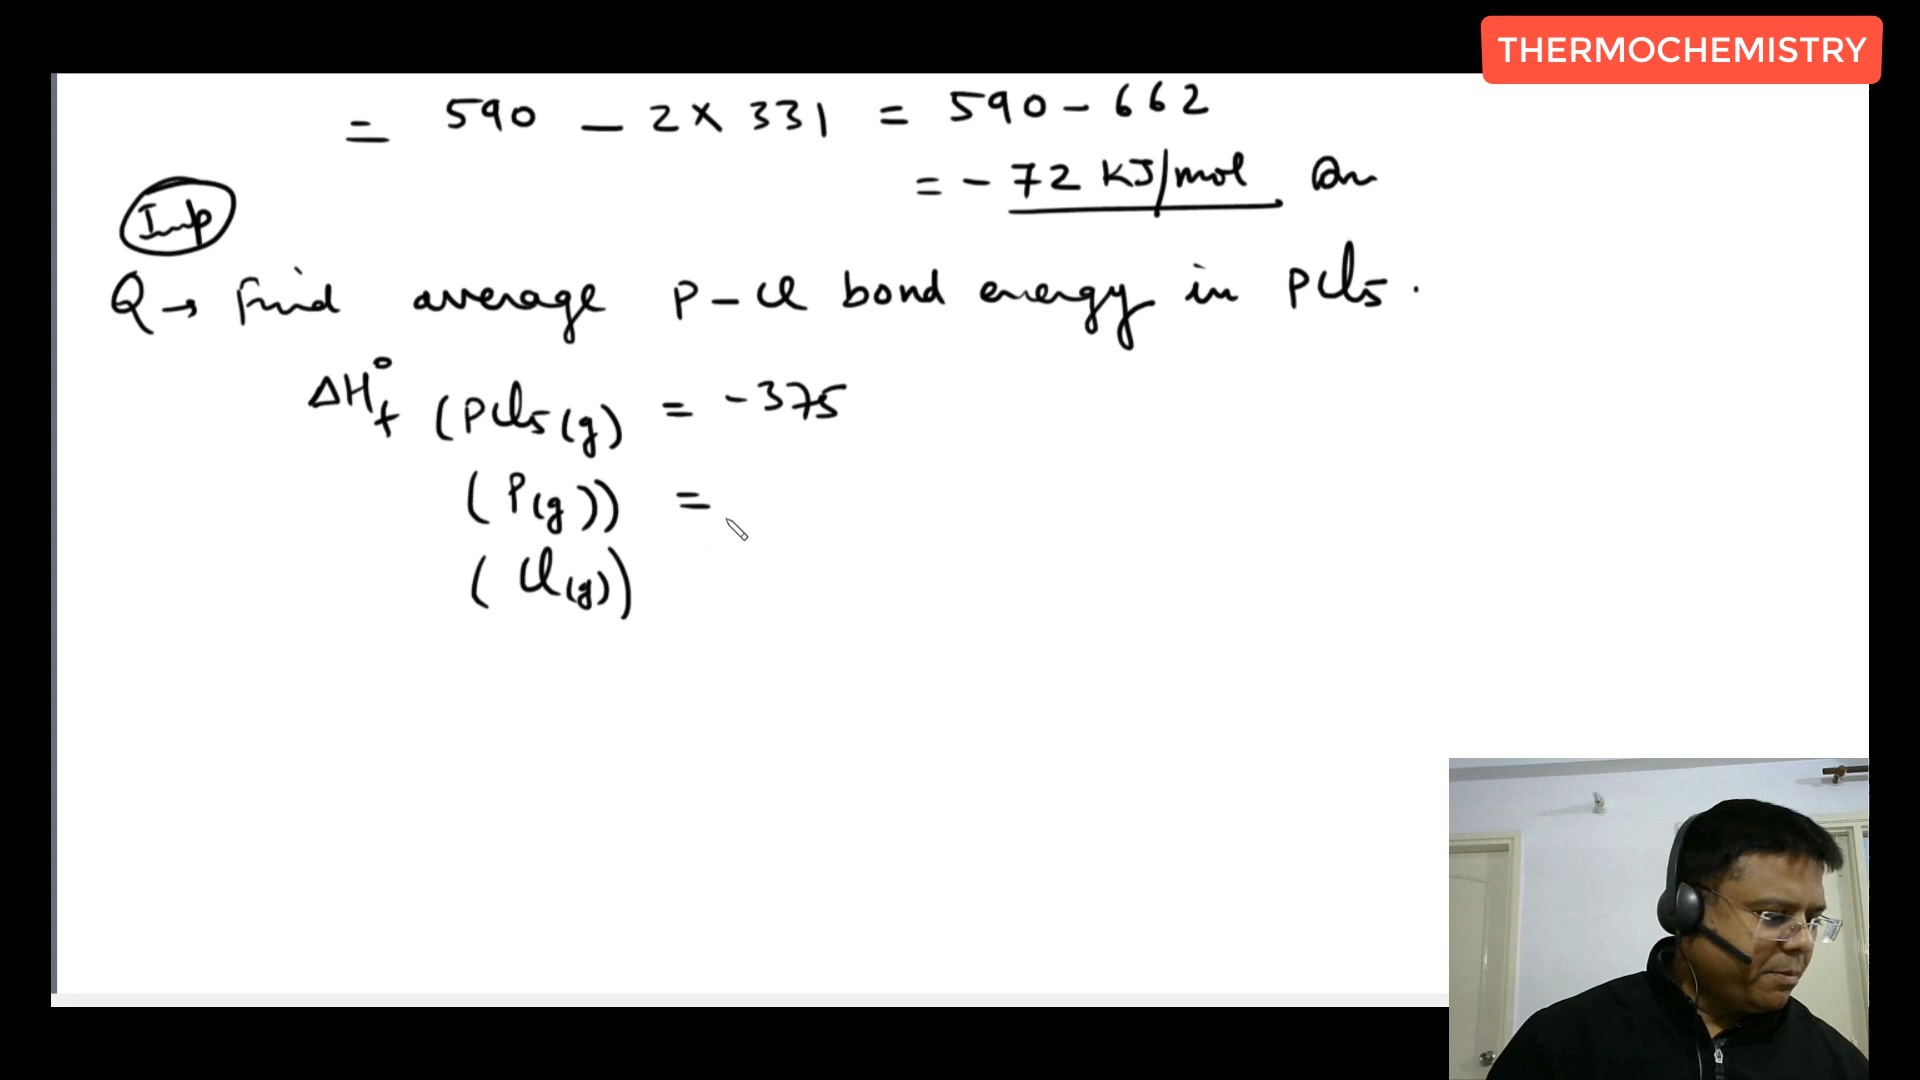 THERMOCHEMISTRY
= 590 - 2 x 331 = 590 - 662
= - 72 KJ/mol
Imp
Q → Find average P-Cl bond energy in PCl5.
ΔH°f (PCl5(g) = -375
(P(g)) =
(Cl(g))